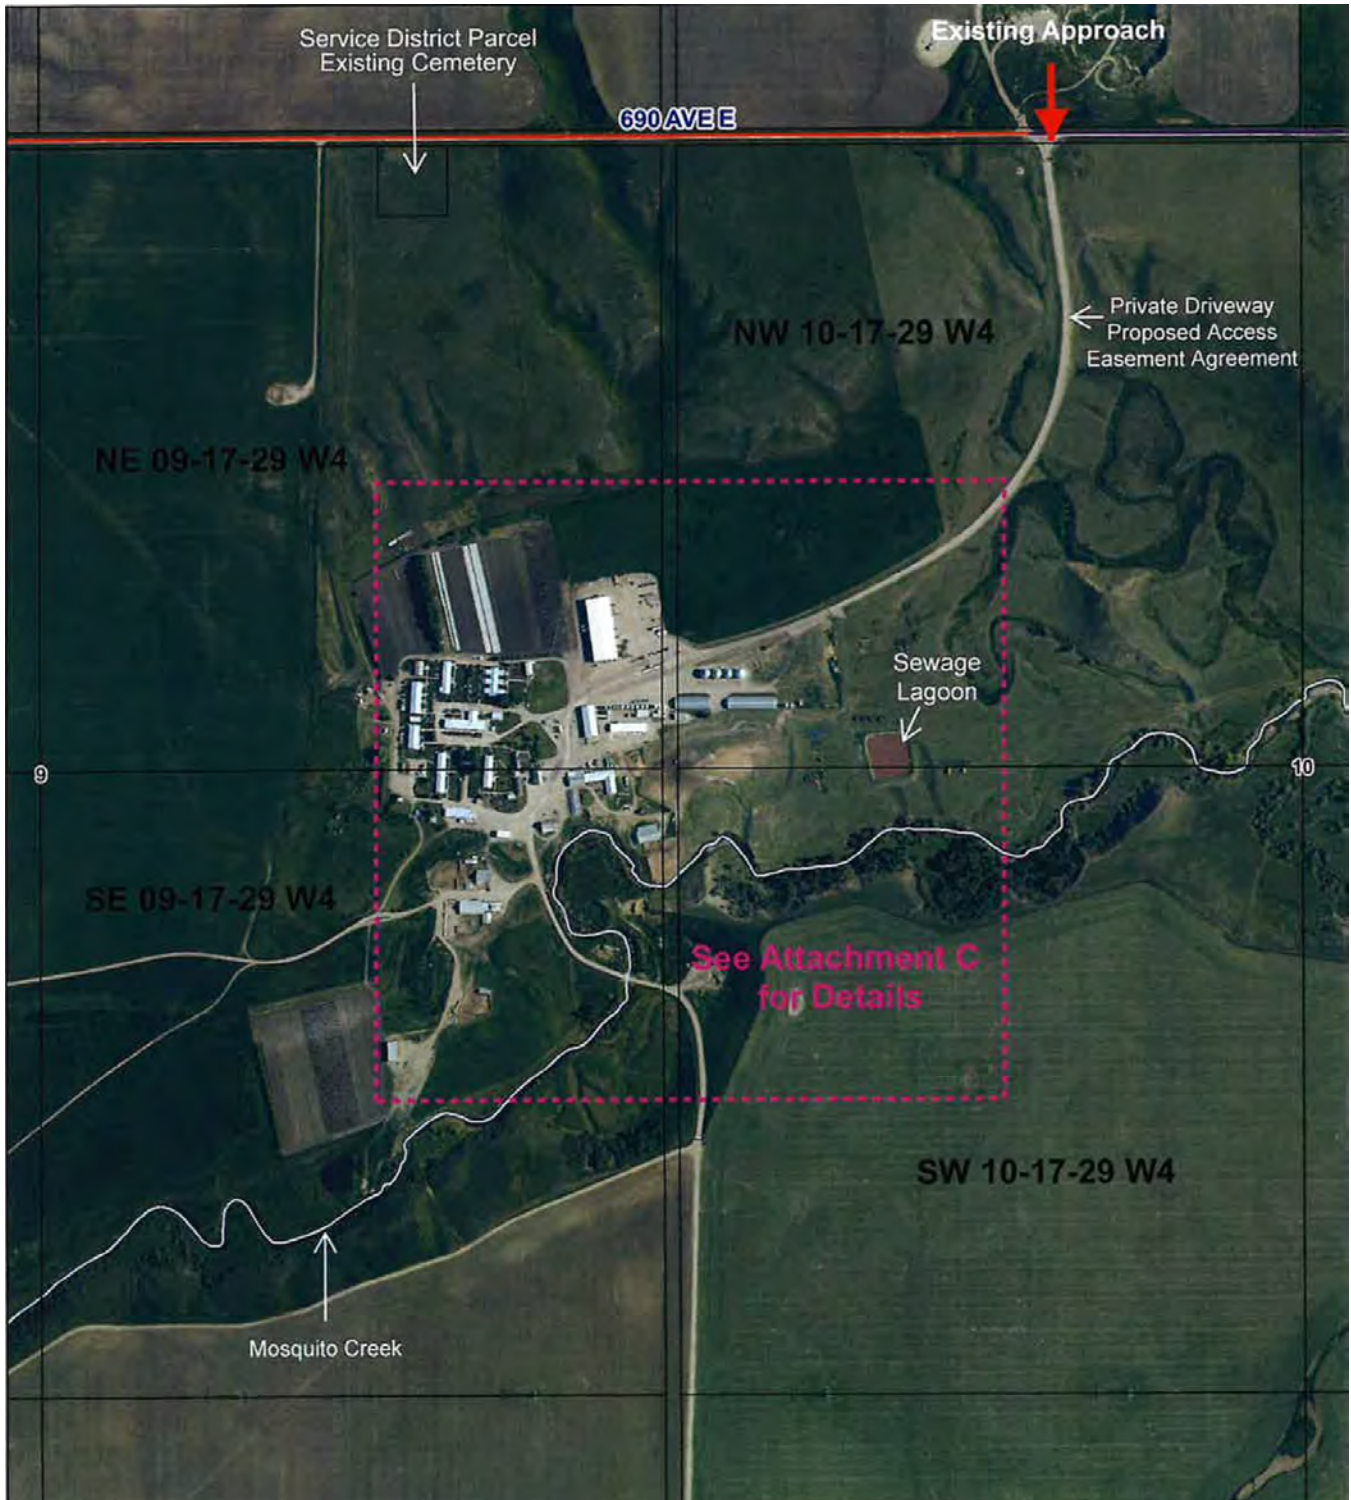 Service District Parcel
Existing Cemetery
Existing Approach
690 AVE E
Private Driveway
Proposed Access
Easement Agreement
NW 10-17-29 W4
NE 09-17-29 W4
Sewage
Lagoon
9
10
SE 09-17-29 W4
See Attachment C
for Details
SW 10-17-29 W4
Mosquito Creek